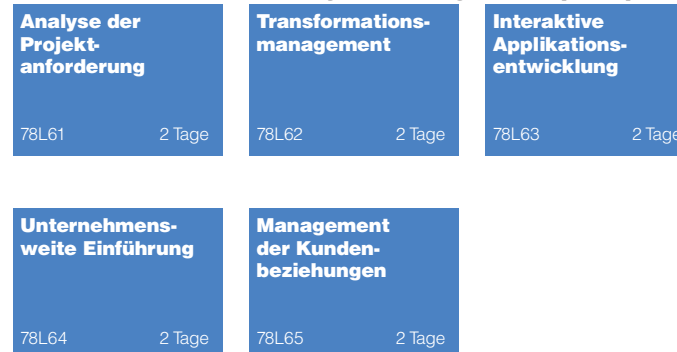 Analyse der
Projekt-
anforderung
78L61 2 Tage
Transformations-
management
78L62 2 Tage
Interaktive
Applikations-
entwicklung
78L63 2 Tage
Unternehmens-
weite Einführung
78L64 2 Tage
Management
der Kunden-
beziehungen
78L65 2 Tage